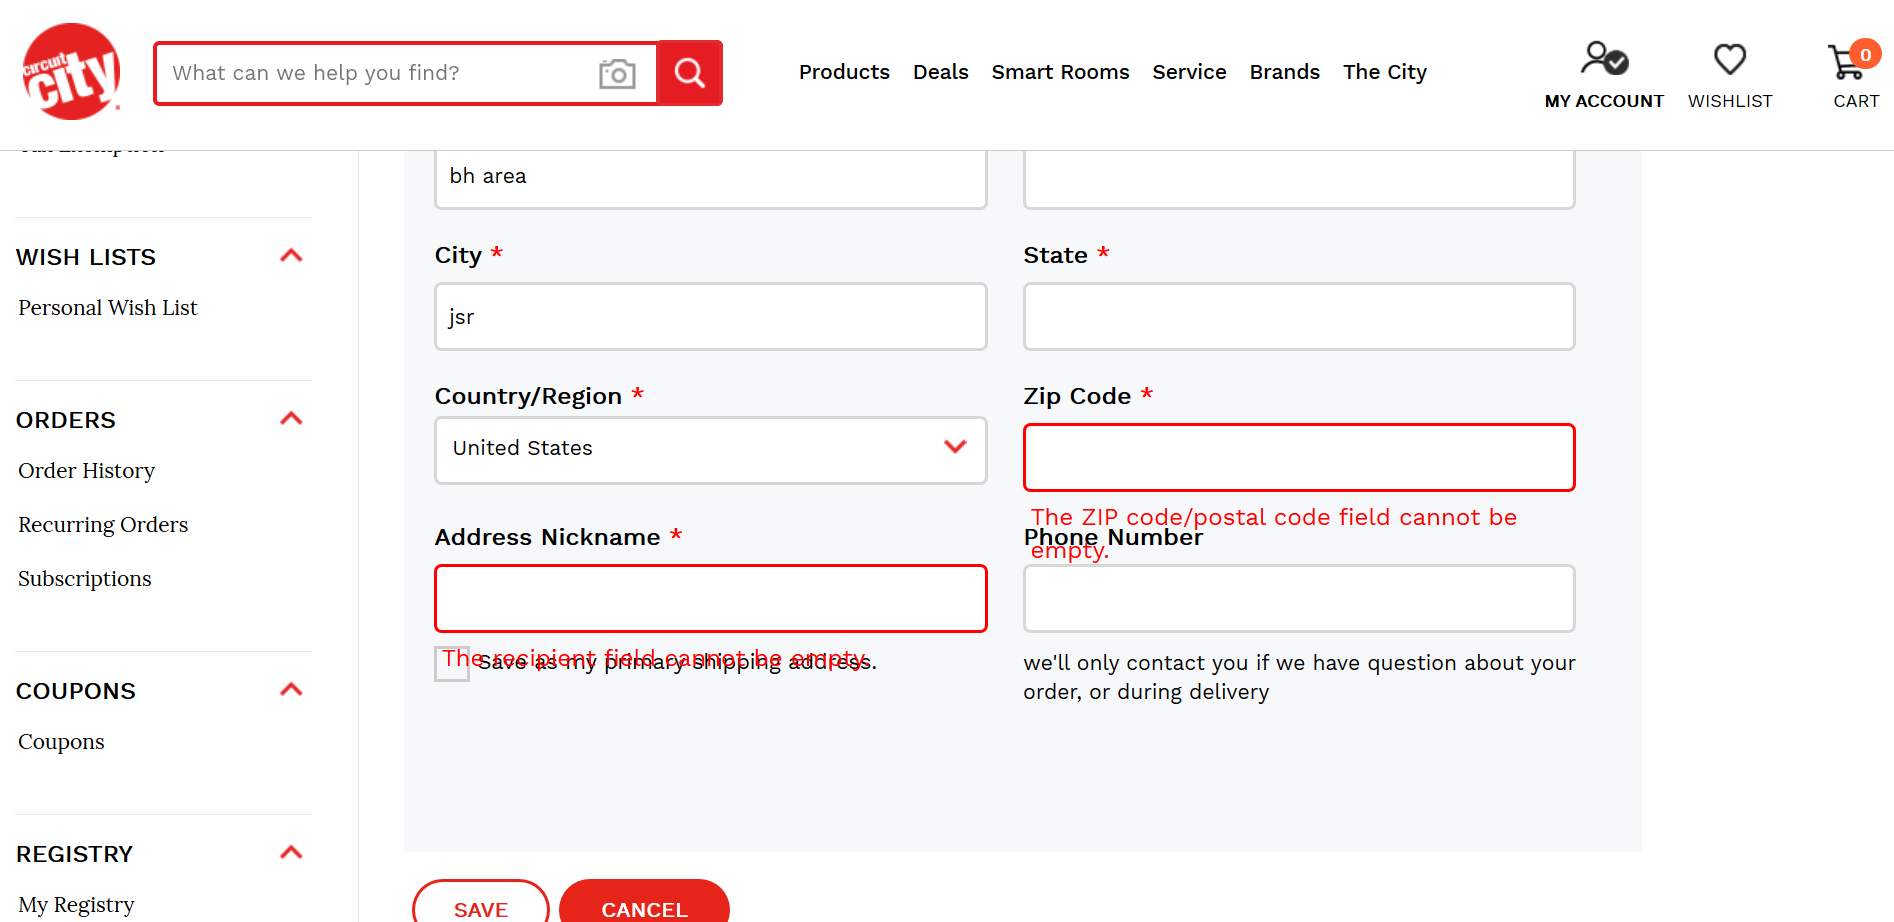 circuit
city
What can we help you find?
Products Deals Smart Rooms Service Brands The City
MY ACCOUNT
WISHLIST
0
CART
Tax Exemption
WISH LISTS
Personal Wish List
ORDERS
Order History
Recurring Orders
Subscriptions
COUPONS
Coupons
REGISTRY
My Registry
bh area
City *
jsr
State *
Country/Region *
United States
Zip Code *
The ZIP code/postal code field cannot be
empty.
Address Nickname *
The recipient field cannot be empty.
Save as my primary shipping address.
Phone Number
we'll only contact you if we have question about your
order, or during delivery
SAVE
CANCEL